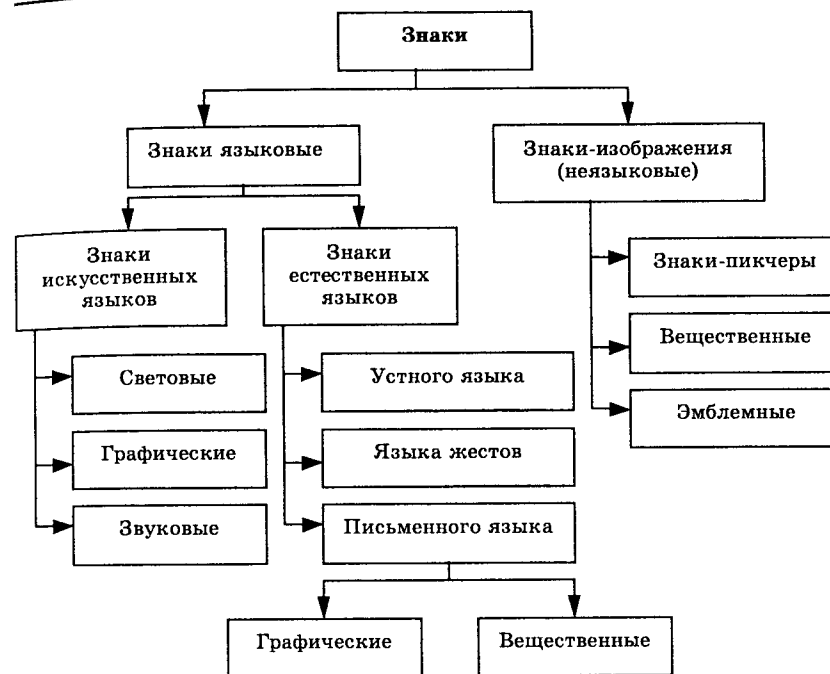 Знаки
Знаки языковые
Знаки-изображения
(неязыковые)
Знаки
искусственных
языков
Знаки
естественных
языков
Знаки-пикчеры
Вещественные
Эмблемные
Световые
Графические
Звуковые
Устного языка
Языка жестов
Письменного языка
Графические
Вещественные